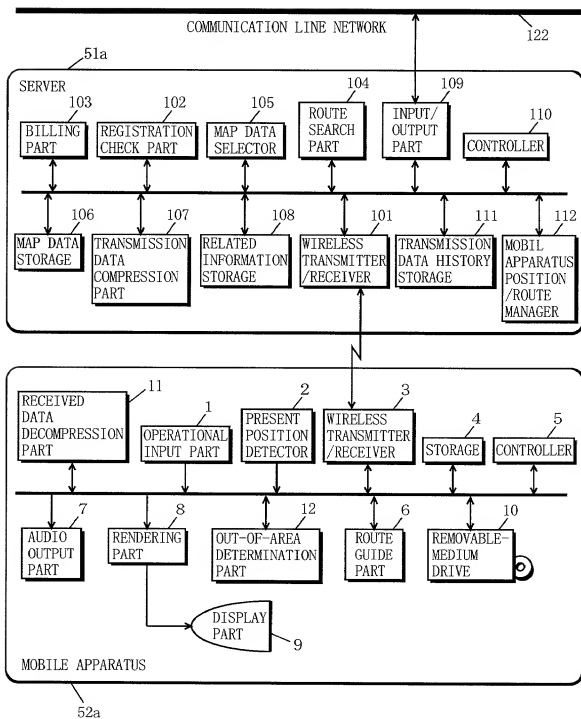 COMMUNICATION LINE NETWORK
122
51a
SERVER
103
102
105
104
109
110
BILLING
PART
REGISTRATION
CHECK PART
MAP DATA
SELECTOR
ROUTE
SEARCH
PART
INPUT/
OUTPUT
PART
CONTROLLER
106
107
108
101
111
112
MAP DATA
STORAGE
TRANSMISSION
DATA
COMPRESSION
PART
RELATED
INFORMATION
STORAGE
WIRELESS
TRANSMITTER
/RECEIVER
TRANSMISSION
DATA HISTORY
STORAGE
MOBIL
APPARATUS
POSITION
/ROUTE
MANAGER
11
1
2
3
4
5
RECEIVED
DATA
DECOMPRESSION
PART
OPERATIONAL
INPUT PART
PRESENT
POSITION
DETECTOR
WIRELESS
TRANSMITTER
/RECEIVER
STORAGE
CONTROLLER
7
8
12
6
10
AUDIO
OUTPUT
PART
RENDERING
PART
OUT-OF-AREA
DETERMINATION
PART
ROUTE
GUIDE
PART
REMOVABLE-
MEDIUM
DRIVE
DISPLAY
PART
9
MOBILE APPARATUS
52a